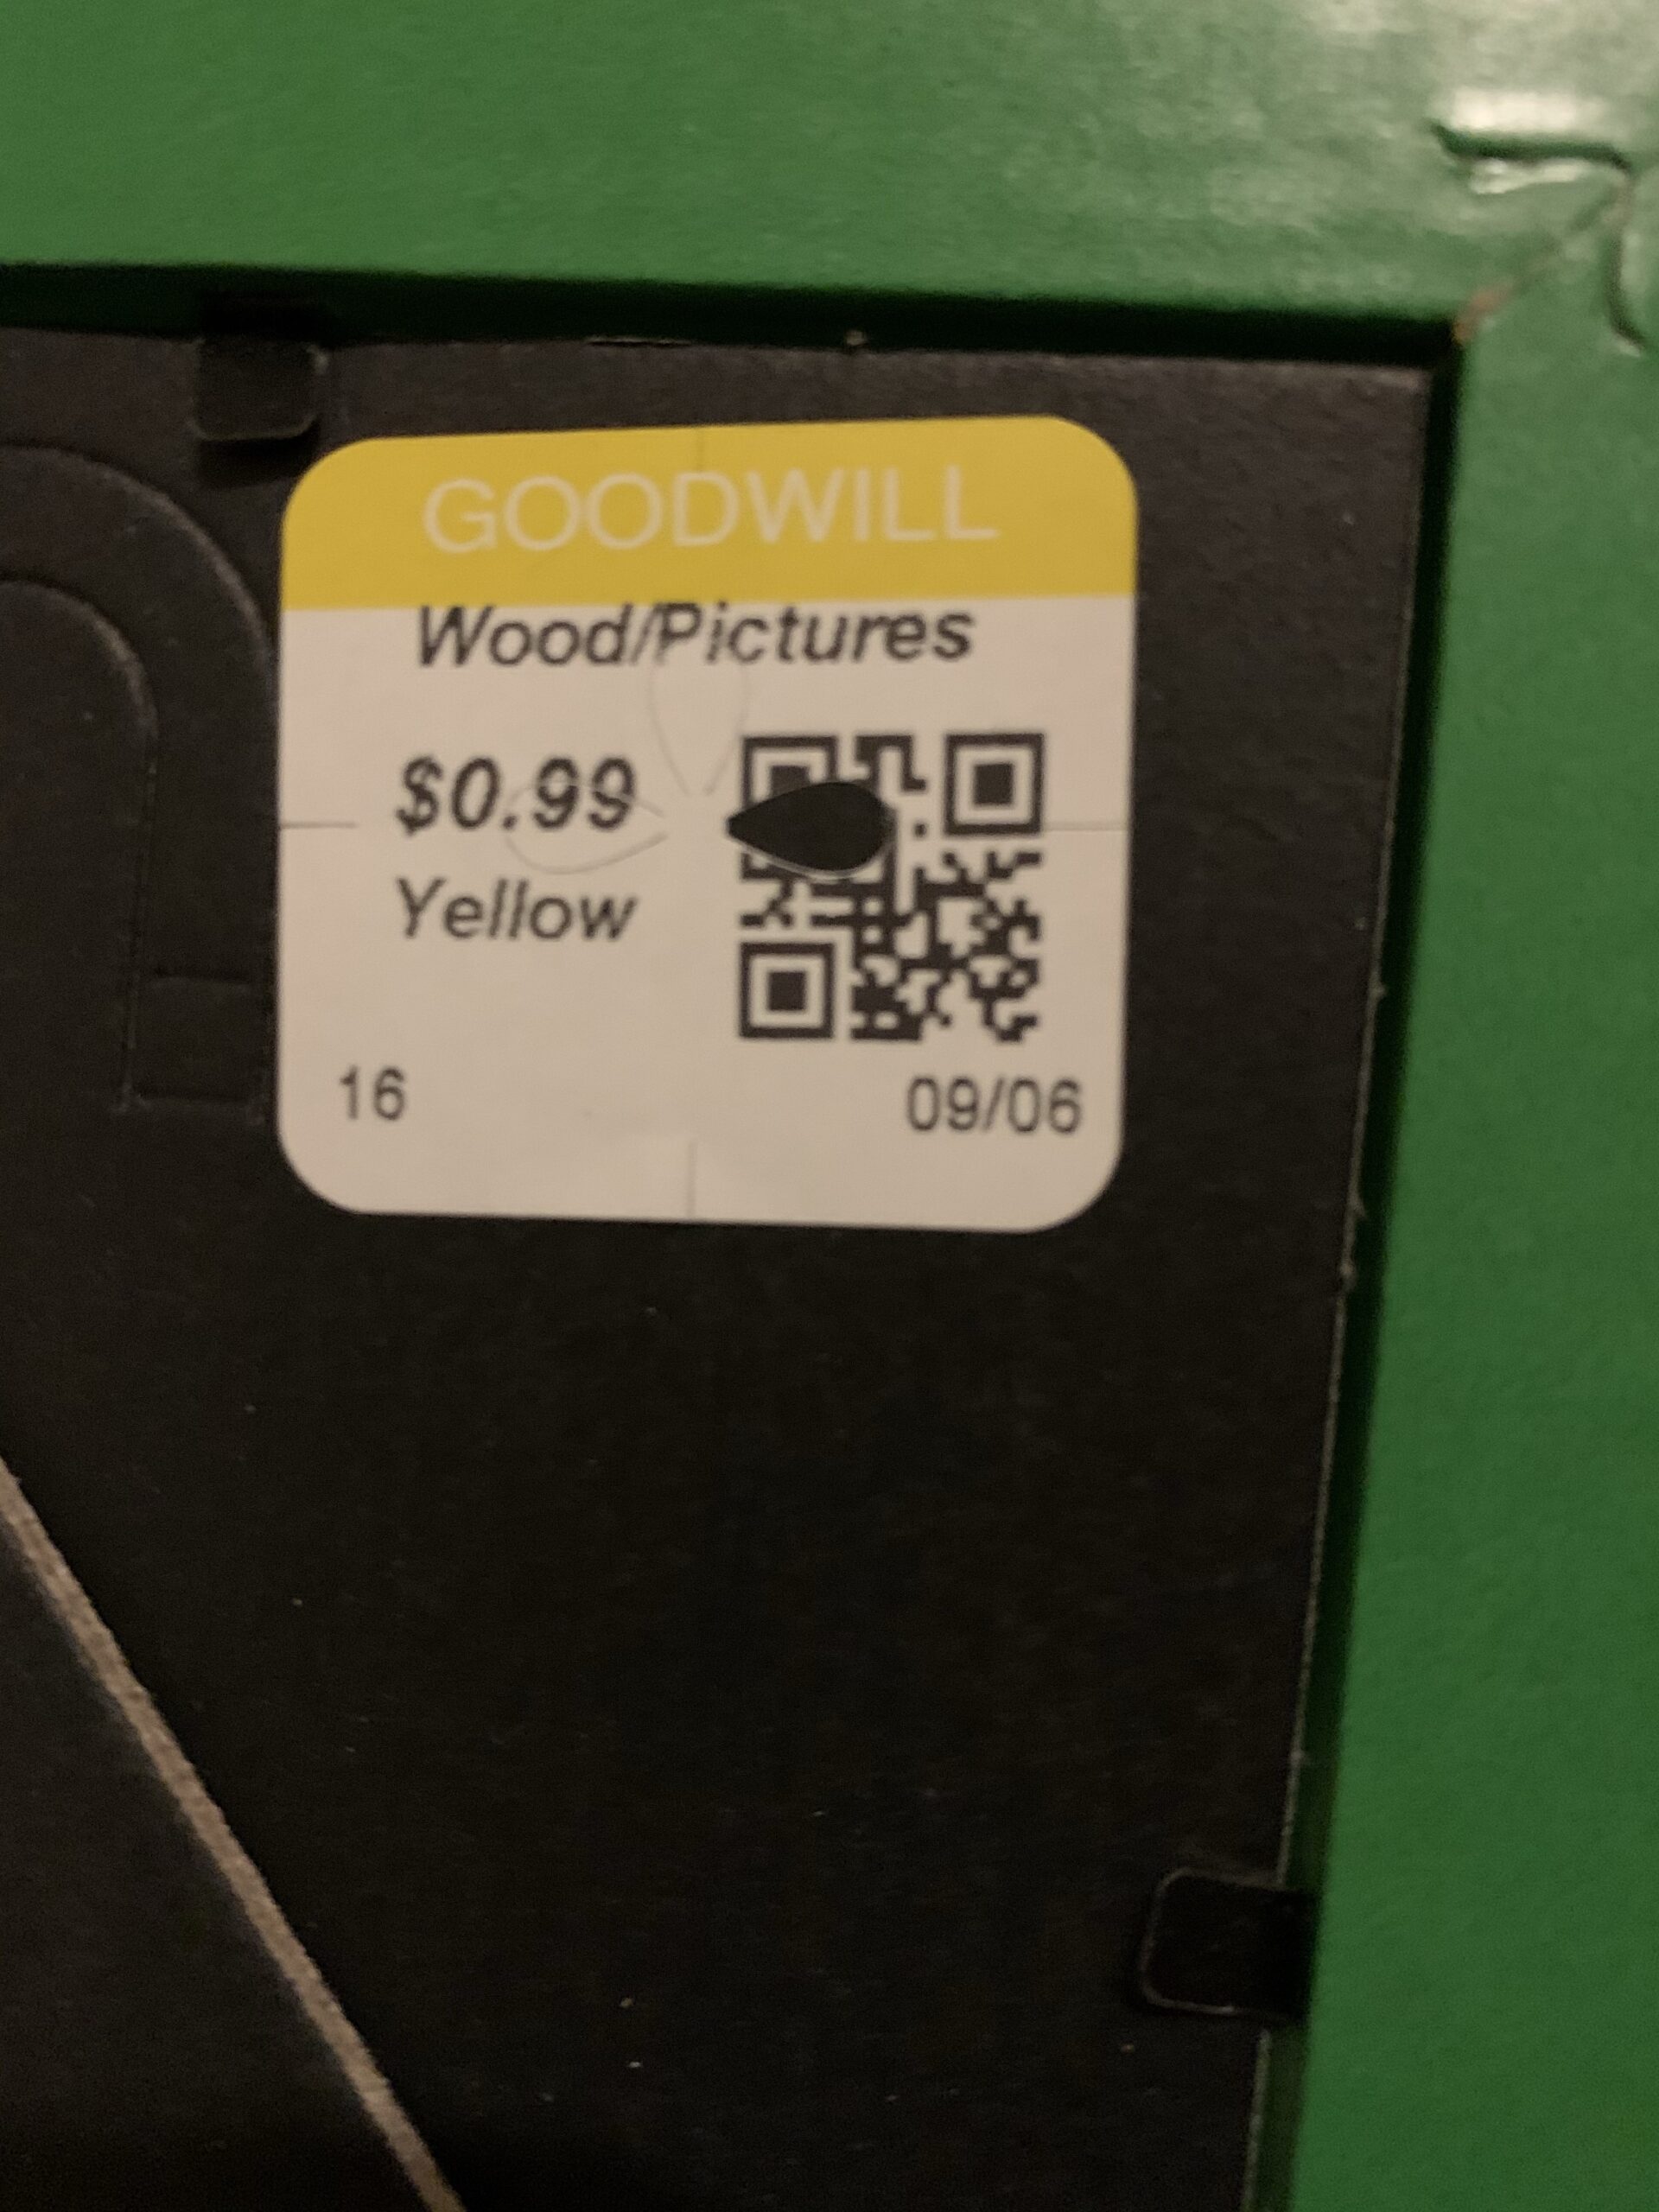 GOODWILL
Wood/Pictures
$0.99
Yellow
16 09/06